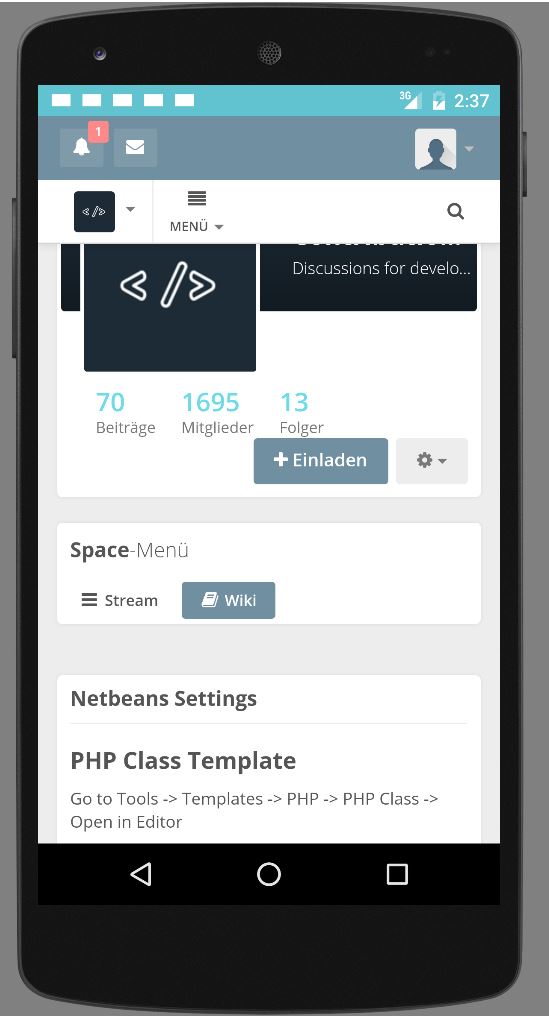 3G 2:37
1
</> MENÜ
</>
Discussions for develo...
70 1695 13
Beiträge Mitglieder Folger
+ Einladen
Space-Menü
Stream Wiki
Netbeans Settings
PHP Class Template
Go to Tools -> Templates -> PHP -> PHP Class ->
Open in Editor